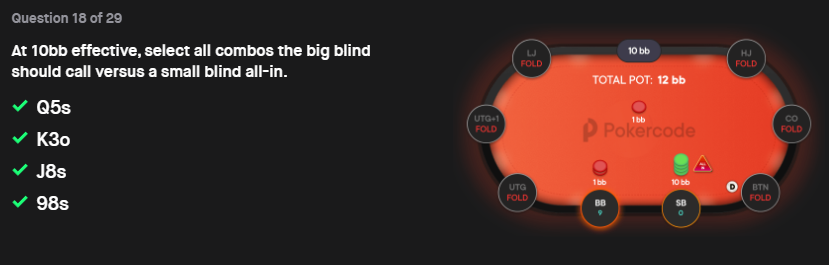 Question 18 of 29
At 10bb effective, select all combos the big blind
should call versus a small blind all-in.
Q5s
K3o
J8s
98s
10 bb
LJ
FOLD
HJ
FOLD
TOTAL POT: 12 bb
1 bb
Pokercode
UTG+1
FOLD
CO
FOLD
1 bb
10 bb
D
UTG
FOLD
BB
9
SB
0
BTN
FOLD